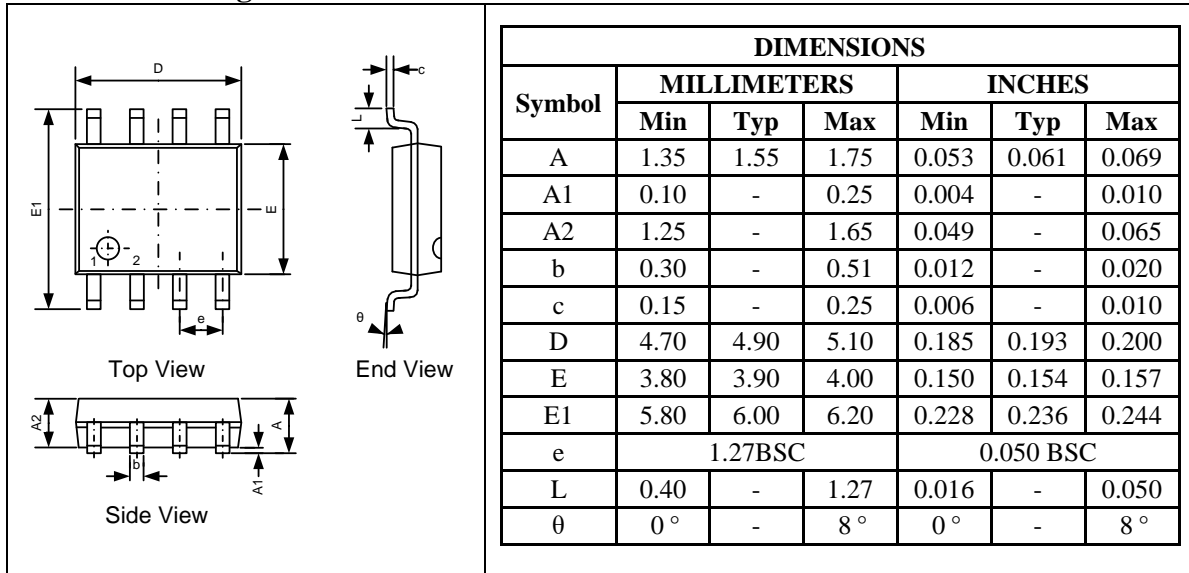 D
c
L
E1
E
1
2
e
θ
Top View
End View
A2
A
b
A1
Side View
DIMENSIONS
Symbol MILLIMETERS INCHES
Min Typ Max Min Typ Max
A 1.35 1.55 1.75 0.053 0.061 0.069
A1 0.10 - 0.25 0.004 - 0.010
A2 1.25 - 1.65 0.049 - 0.065
b 0.30 - 0.51 0.012 - 0.020
c 0.15 - 0.25 0.006 - 0.010
D 4.70 4.90 5.10 0.185 0.193 0.200
E 3.80 3.90 4.00 0.150 0.154 0.157
E1 5.80 6.00 6.20 0.228 0.236 0.244
e 1.27BSC 0.050 BSC
L 0.40 - 1.27 0.016 - 0.050
θ 0 ° - 8 ° 0 ° - 8 °